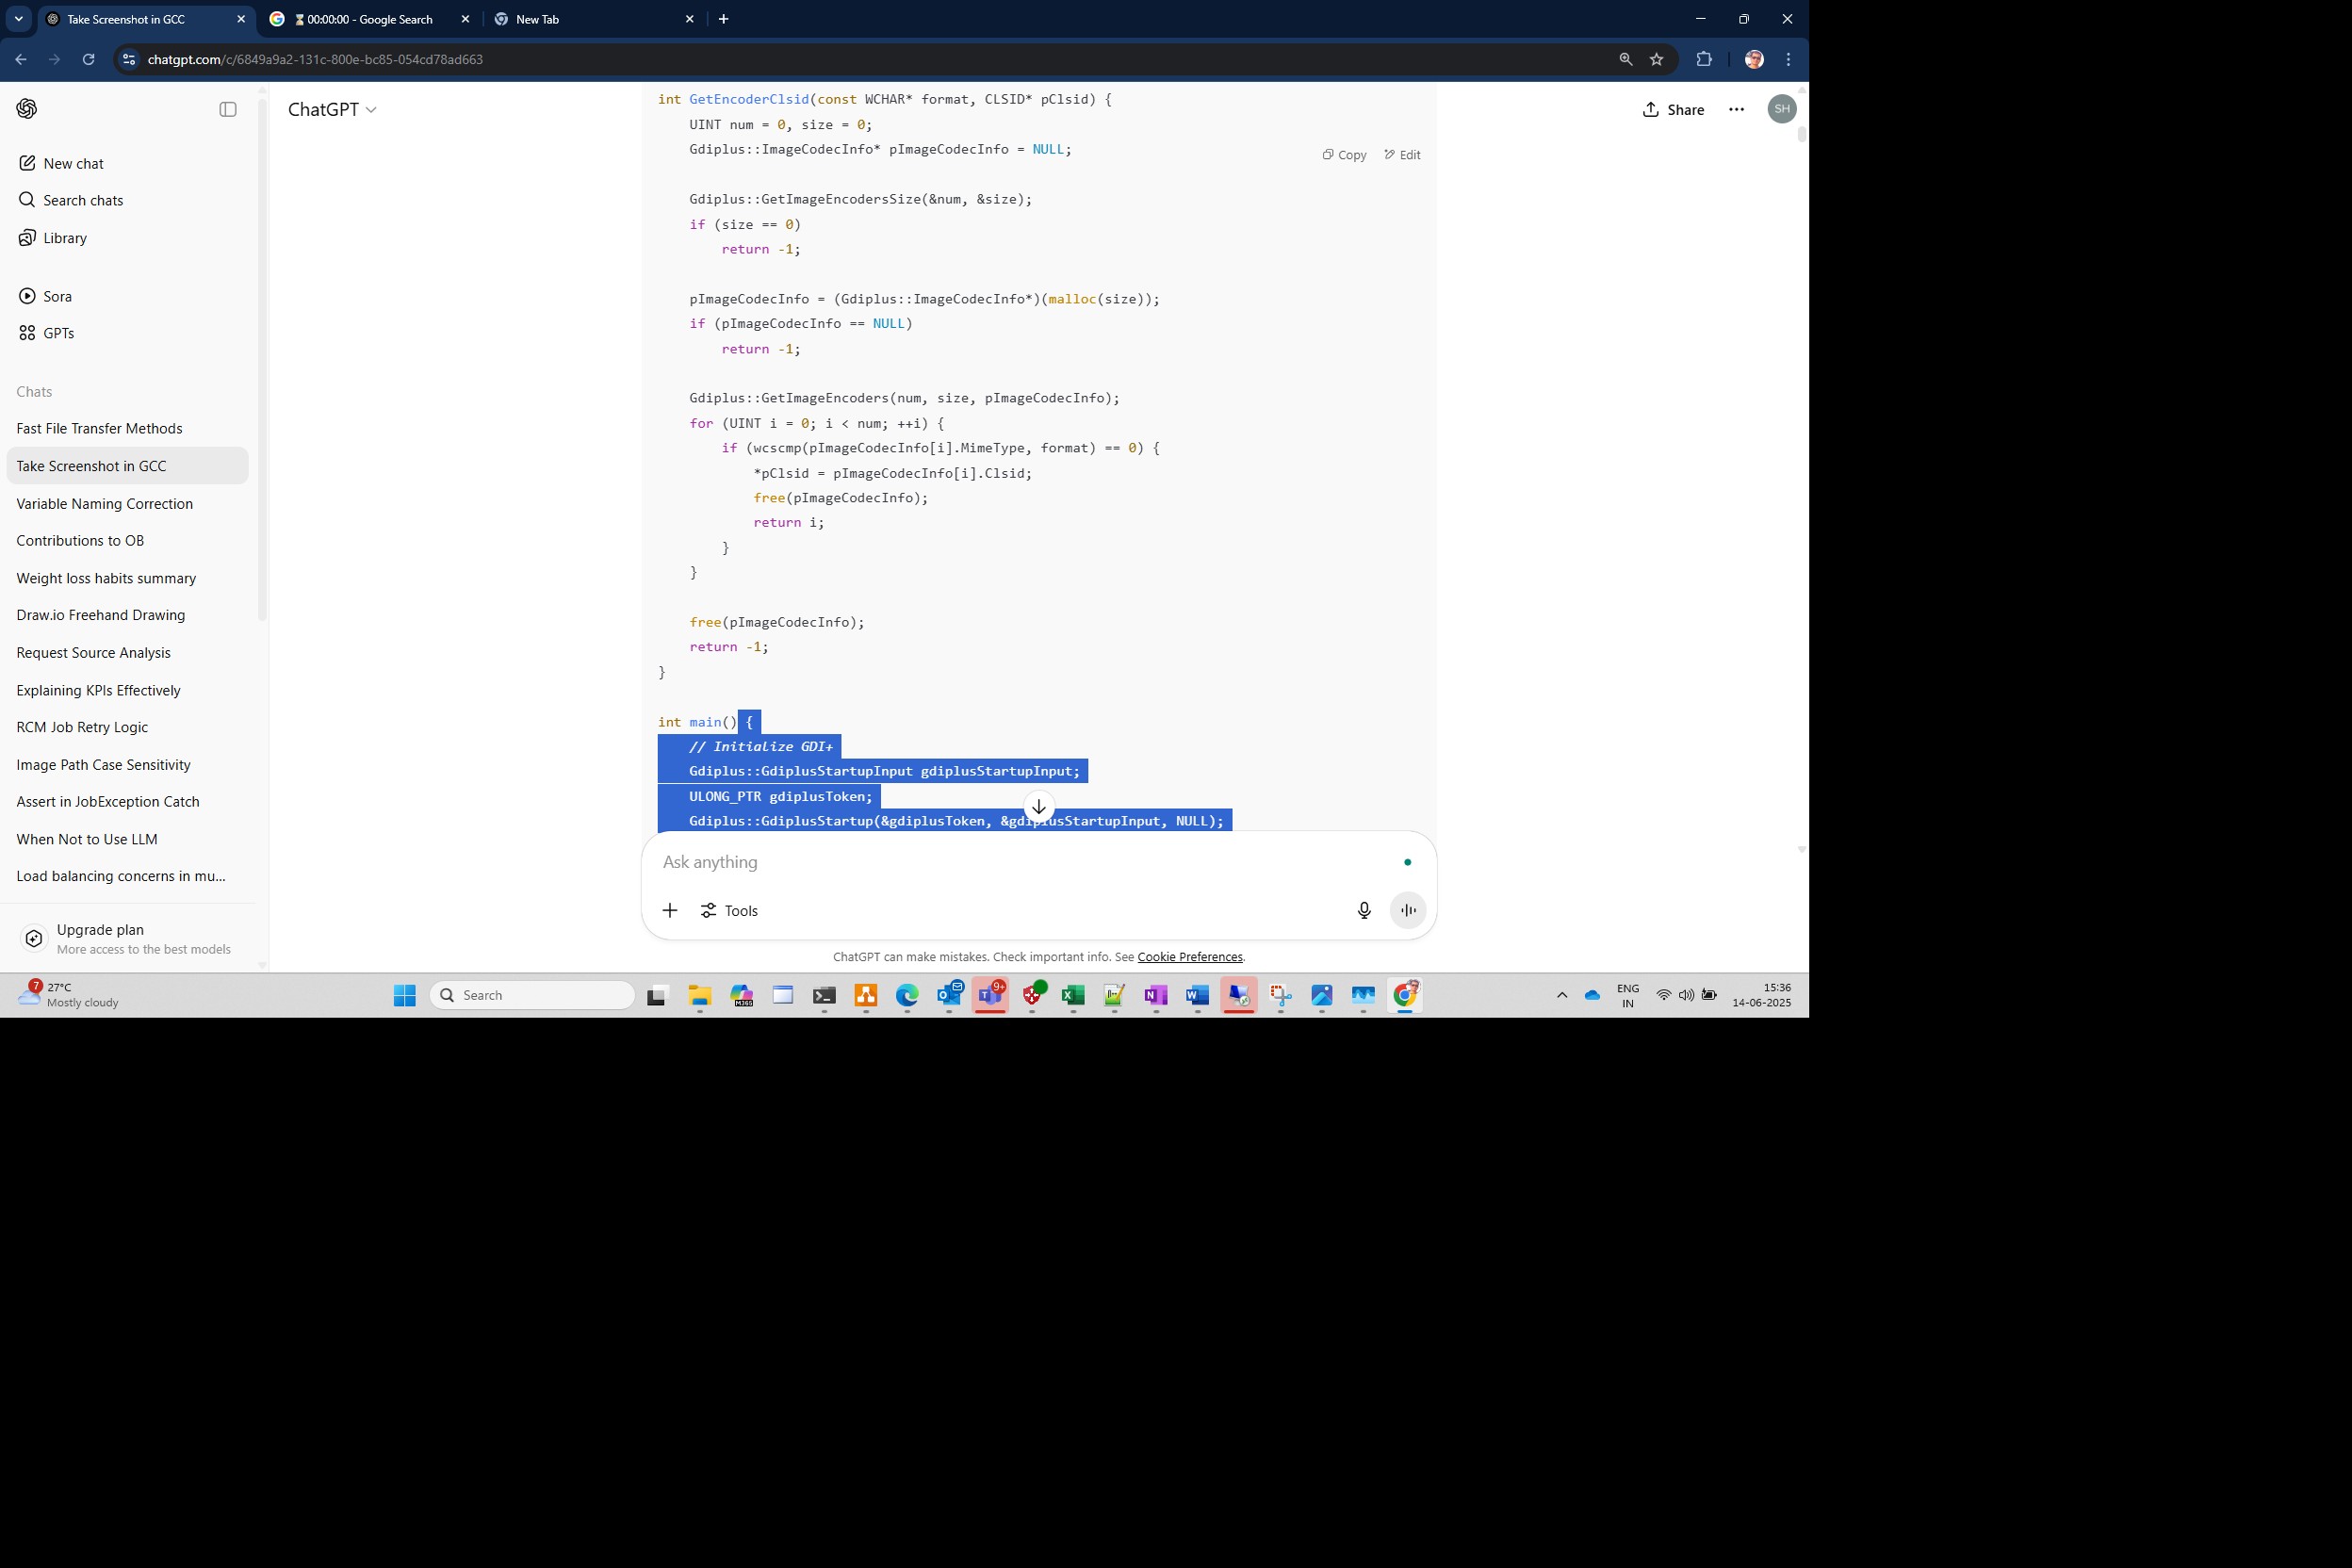 Take Screenshot in GCC
⌛ 00:00:00 - Google Search
New Tab
chatgpt.com/c/6849a9a2-131c-800e-bc85-054cd78ad663
ChatGPT
Share
SH
New chat
Search chats
Library
Sora
GPTs
Chats
Fast File Transfer Methods
Take Screenshot in GCC
Variable Naming Correction
Contributions to OB
Weight loss habits summary
Draw.io Freehand Drawing
Request Source Analysis
Explaining KPIs Effectively
RCM Job Retry Logic
Image Path Case Sensitivity
Assert in JobException Catch
When Not to Use LLM
Load balancing concerns in mu...
Upgrade plan
More access to the best models
Copy
Edit
int GetEncoderClsid(const WCHAR* format, CLSID* pClsid) {
    UINT num = 0, size = 0;
    Gdiplus::ImageCodecInfo* pImageCodecInfo = NULL;
    Gdiplus::GetImageEncodersSize(&num, &size);
    if (size == 0)
        return -1;
    pImageCodecInfo = (Gdiplus::ImageCodecInfo*)(malloc(size));
    if (pImageCodecInfo == NULL)
        return -1;
    Gdiplus::GetImageEncoders(num, size, pImageCodecInfo);
    for (UINT i = 0; i < num; ++i) {
        if (wcscmp(pImageCodecInfo[i].MimeType, format) == 0) {
            *pClsid = pImageCodecInfo[i].Clsid;
            free(pImageCodecInfo);
            return i;
        }
    }
    free(pImageCodecInfo);
    return -1;
}
int main() {
    // Initialize GDI+
    Gdiplus::GdiplusStartupInput gdiplusStartupInput;
    ULONG_PTR gdiplusToken;
    Gdiplus::GdiplusStartup(&gdiplusToken, &gdiplusStartupInput, NULL);
Ask anything
Tools
ChatGPT can make mistakes. Check important info. See Cookie Preferences.
7
27°C
Mostly cloudy
Search
M365
9+
ENG
IN
15:36
14-06-2025